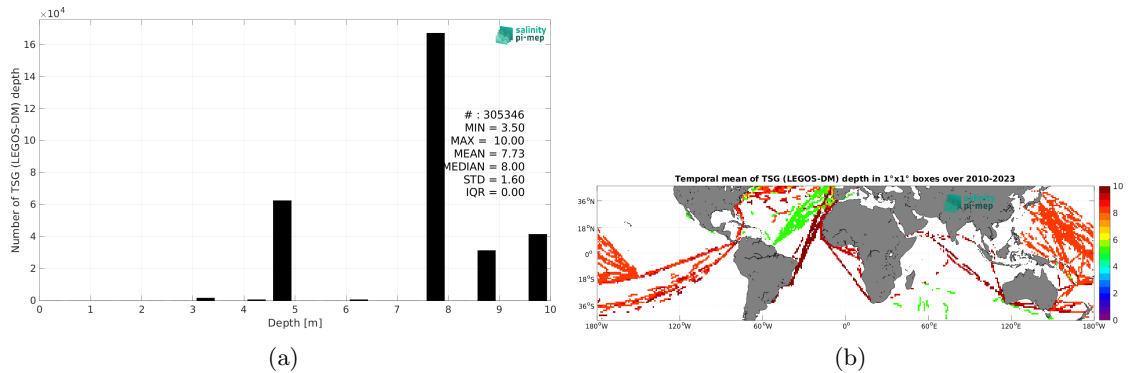 ×10⁴
16
14
12
10
8
6
4
2
0
Number of TSG (LEGOS-DM) depth
salinity
pi-mep
# : 305346
MIN = 3.50
MAX = 10.00
MEAN = 7.73
MEDIAN = 8.00
STD = 1.60
IQR = 0.00
0 1 2 3 4 5 6 7 8 9 10
Depth [m]
(a)
Temporal mean of TSG (LEGOS-DM) depth in 1°x1° boxes over 2010-2023
salinity
pi-mep
36°N
18°N
0°
18°S
36°S
180°W 120°W 60°W 0° 60°E 120°E 180°W
10
8
6
4
2
0
(b)